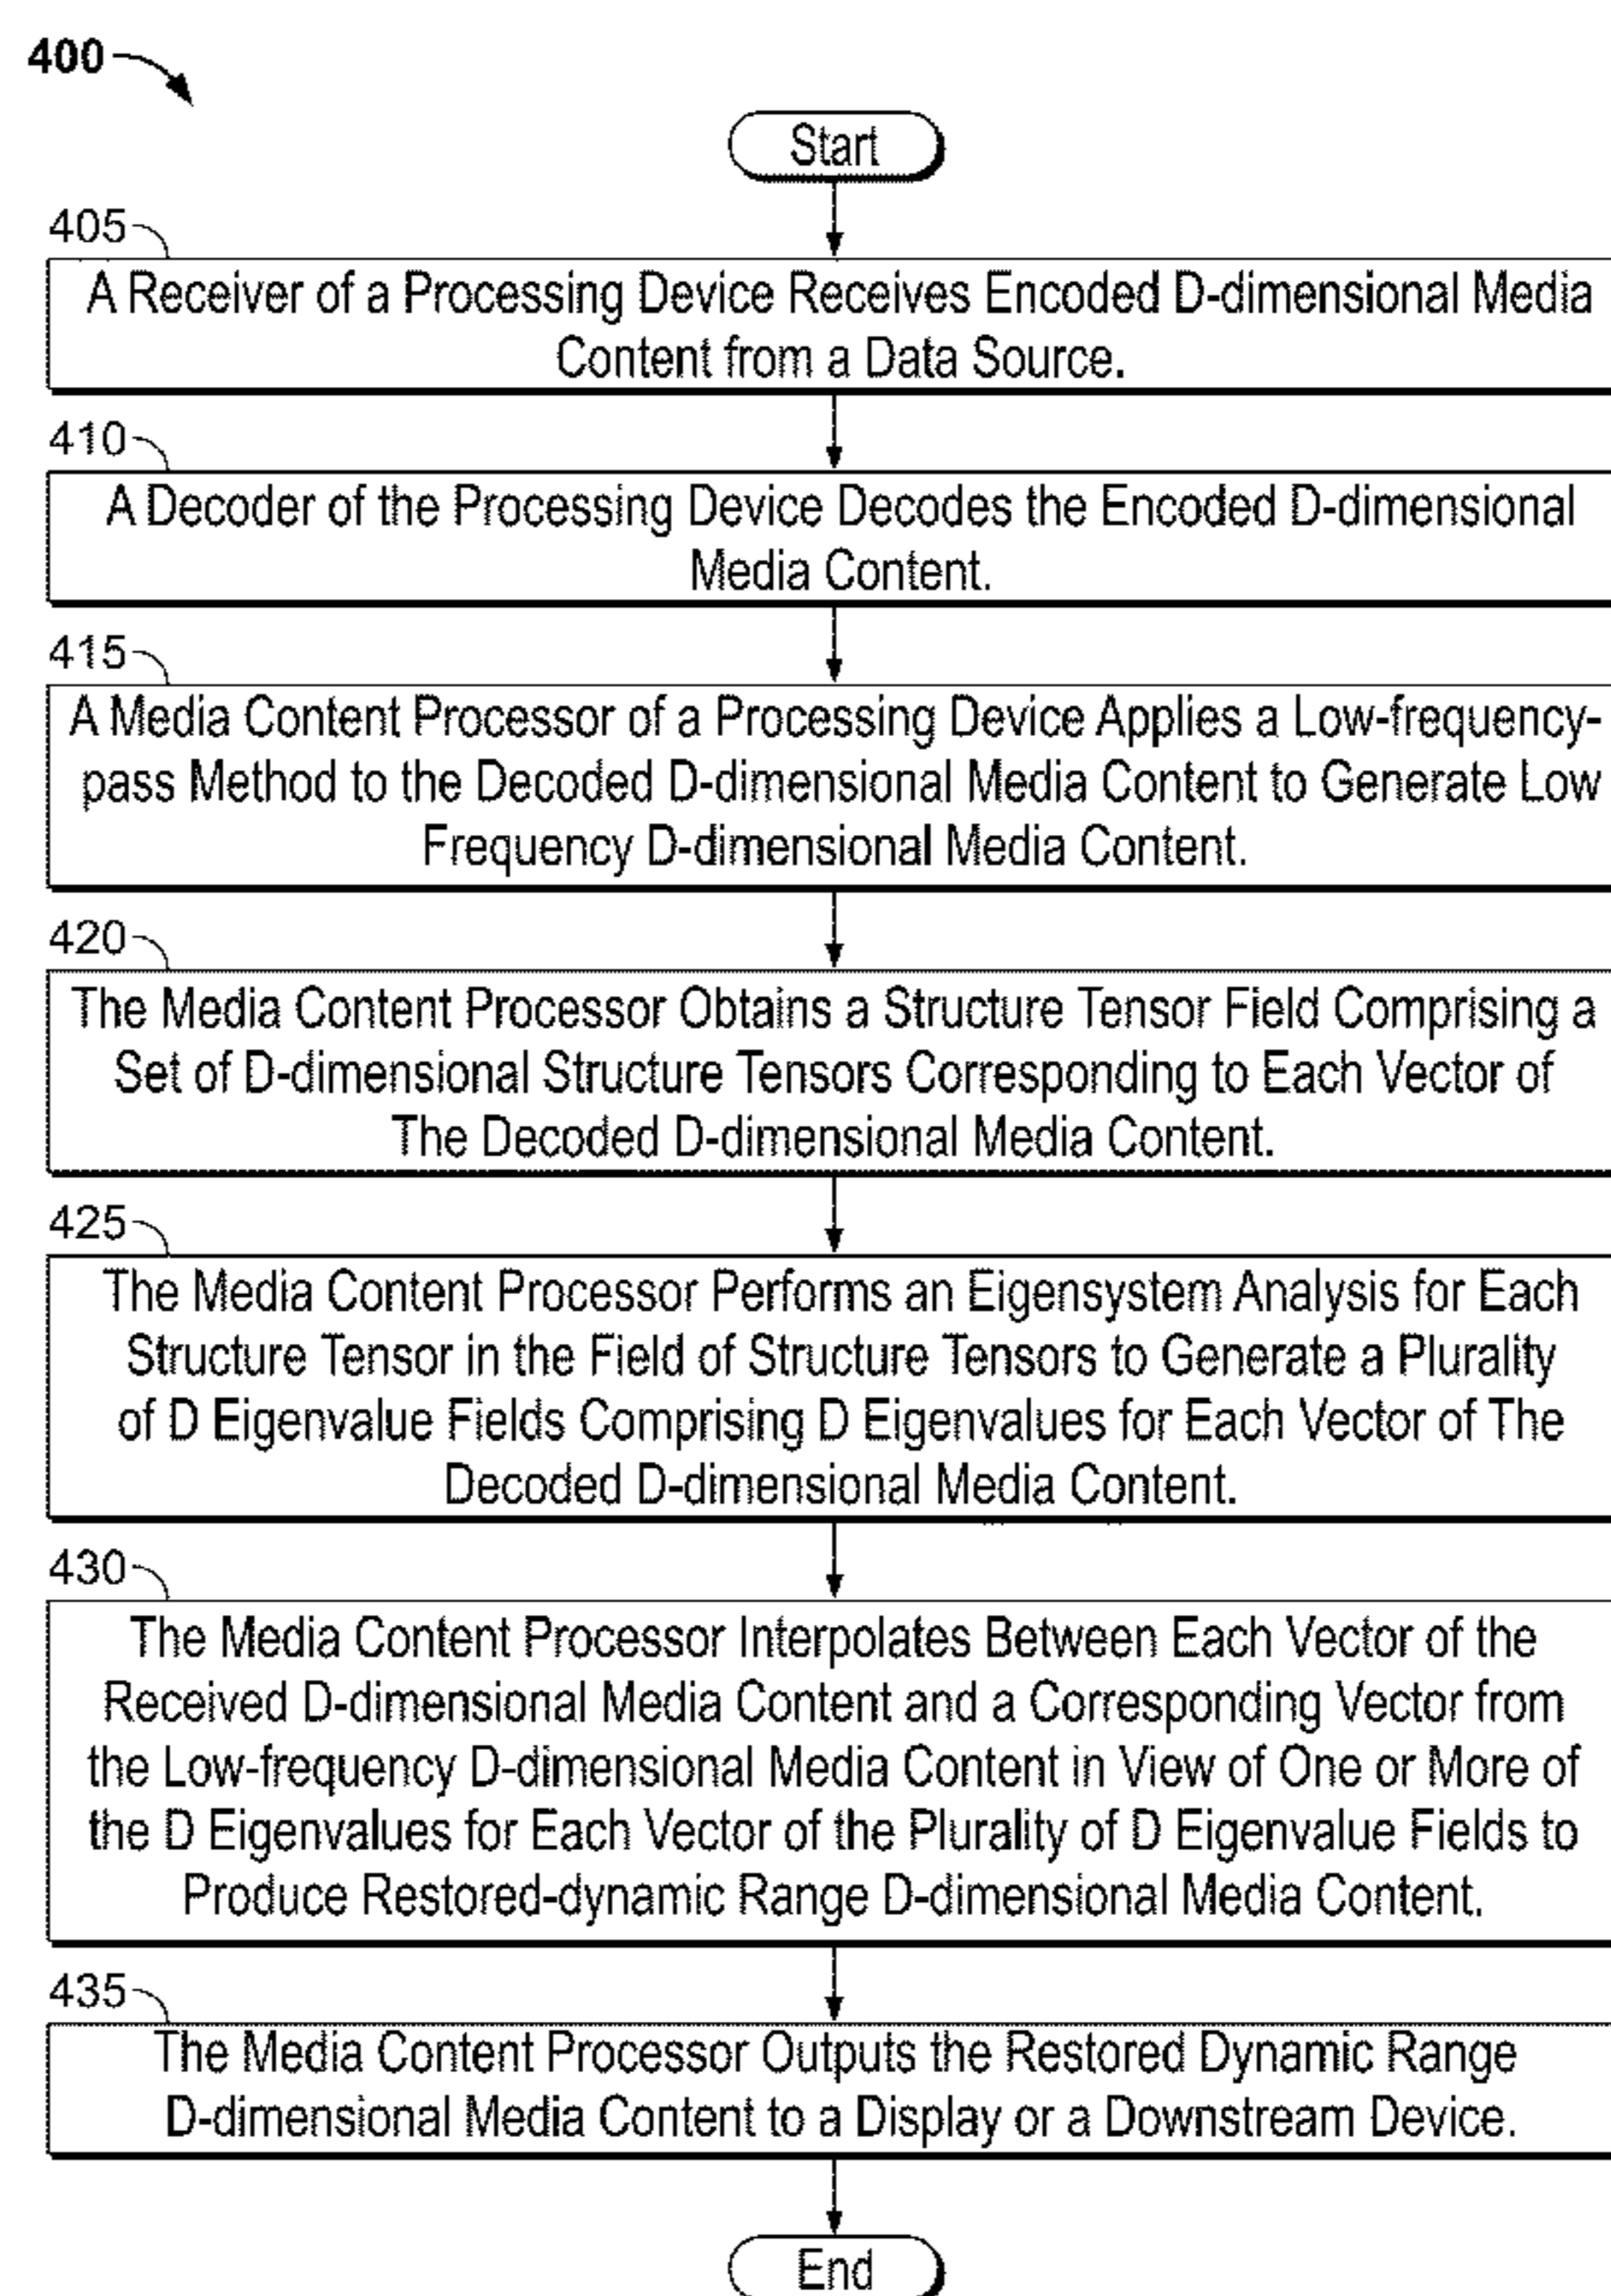 400
Start
405
A Receiver of a Processing Device Receives Encoded D-dimensional Media
Content from a Data Source.
410
A Decoder of the Processing Device Decodes the Encoded D-dimensional
Media Content.
415
A Media Content Processor of a Processing Device Applies a Low-frequency-
pass Method to the Decoded D-dimensional Media Content to Generate Low
Frequency D-dimensional Media Content.
420
The Media Content Processor Obtains a Structure Tensor Field Comprising a
Set of D-dimensional Structure Tensors Corresponding to Each Vector of
The Decoded D-dimensional Media Content.
425
The Media Content Processor Performs an Eigensystem Analysis for Each
Structure Tensor in the Field of Structure Tensors to Generate a Plurality
of D Eigenvalue Fields Comprising D Eigenvalues for Each Vector of The
Decoded D-dimensional Media Content.
430
The Media Content Processor Interpolates Between Each Vector of the
Received D-dimensional Media Content and a Corresponding Vector from
the Low-frequency D-dimensional Media Content in View of One or More of
the D Eigenvalues for Each Vector of the Plurality of D Eigenvalue Fields to
Produce Restored-dynamic Range D-dimensional Media Content.
435
The Media Content Processor Outputs the Restored Dynamic Range
D-dimensional Media Content to a Display or a Downstream Device.
End